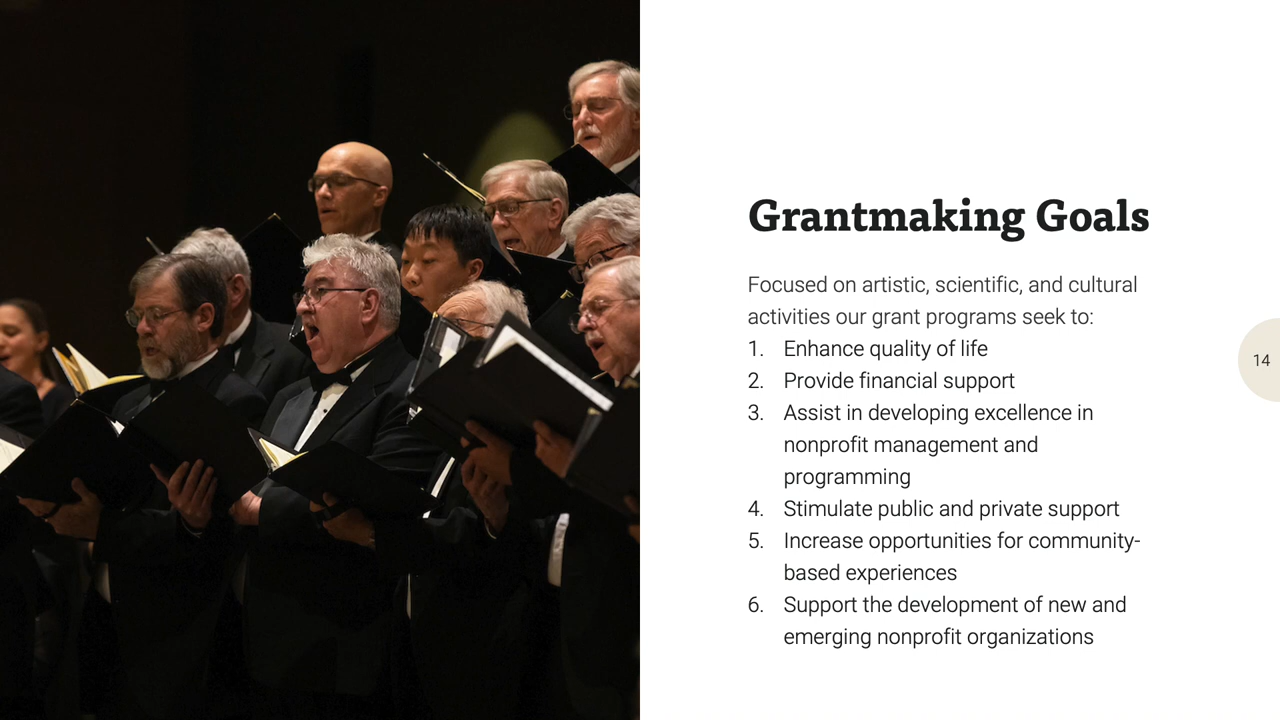 Grantmaking Goals
Focused on artistic, scientific, and cultural
activities our grant programs seek to:
1. Enhance quality of life
2. Provide financial support
3. Assist in developing excellence in
nonprofit management and
programming
4. Stimulate public and private support
5. Increase opportunities for community-
based experiences
6. Support the development of new and
emerging nonprofit organizations
14